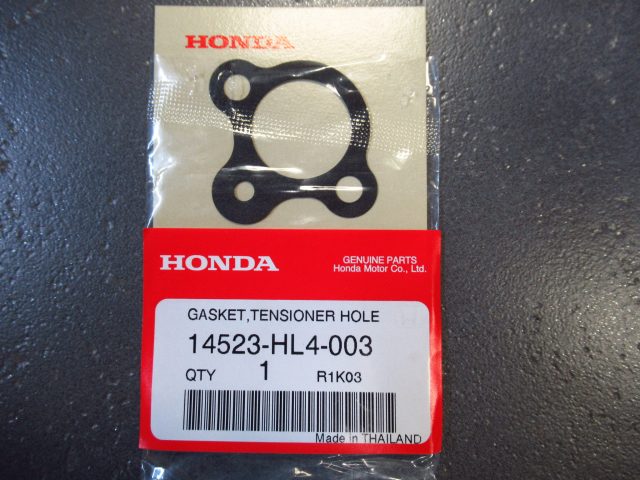 HONDA
HONDA
GENUINE PARTS
Honda Motor Co., Ltd.
GASKET,TENSIONER HOLE
14523-HL4-003
QTY 1 R1K03
Made in THAILAND